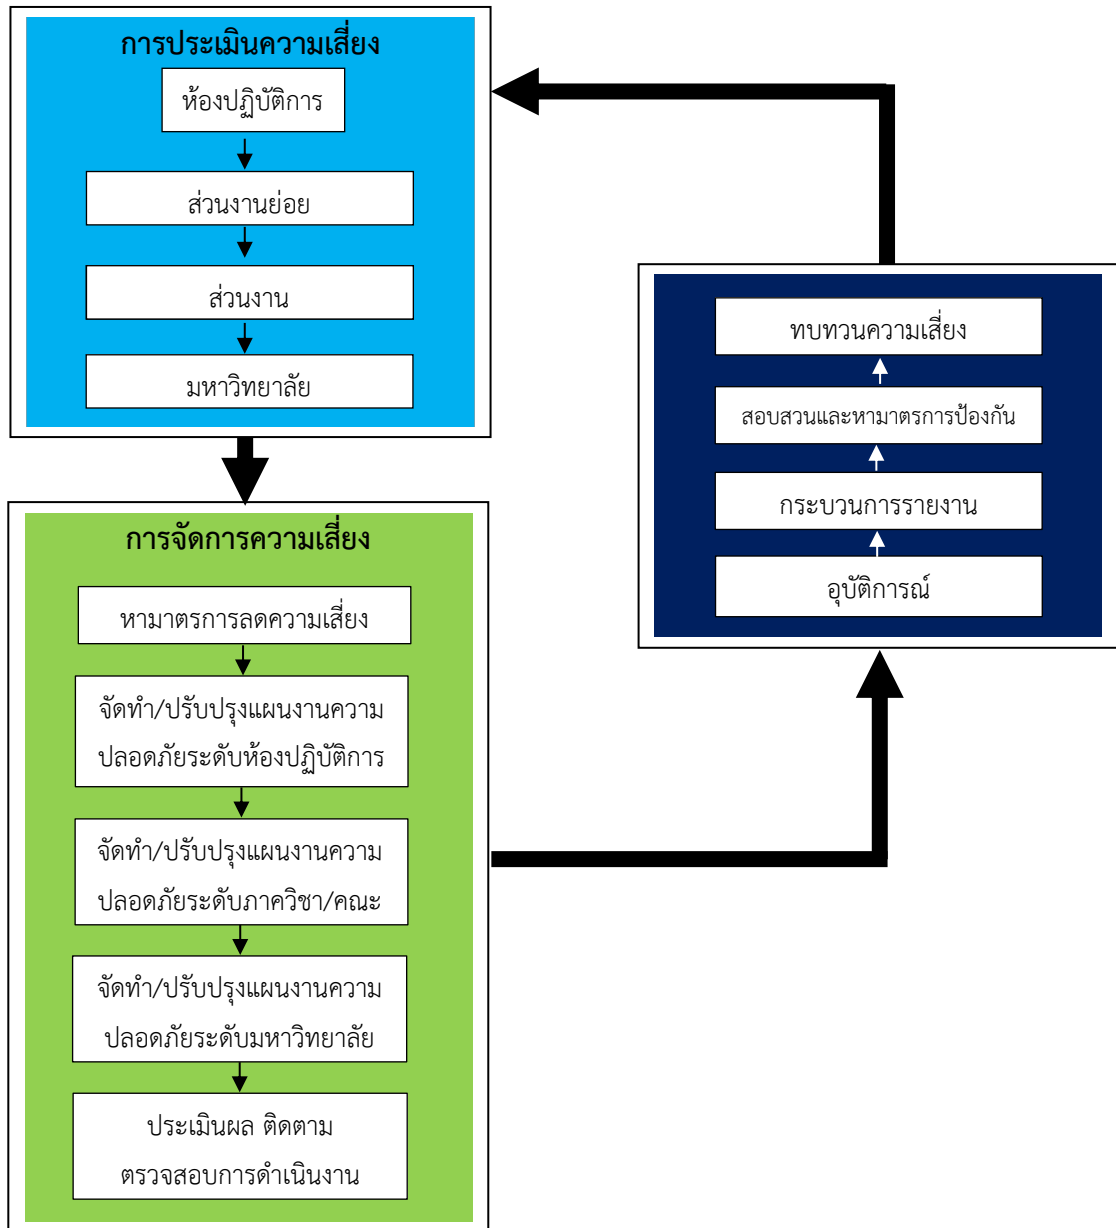 การประเมินความเสี่ยง
ห้องปฏิบัติการ
ส่วนงานย่อย
ส่วนงาน
มหาวิทยาลัย
การจัดการความเสี่ยง
หามาตรการลดความเสี่ยง
จัดทำ/ปรับปรุงแผนงานความ
ปลอดภัยระดับห้องปฏิบัติการ
จัดทำ/ปรับปรุงแผนงานความ
ปลอดภัยระดับภาควิชา/คณะ
จัดทำ/ปรับปรุงแผนงานความ
ปลอดภัยระดับมหาวิทยาลัย
ประเมินผล ติดตาม
ตรวจสอบการดำเนินงาน
ทบทวนความเสี่ยง
สอบสวนและหามาตรการป้องกัน
กระบวนการรายงาน
อุบัติการณ์